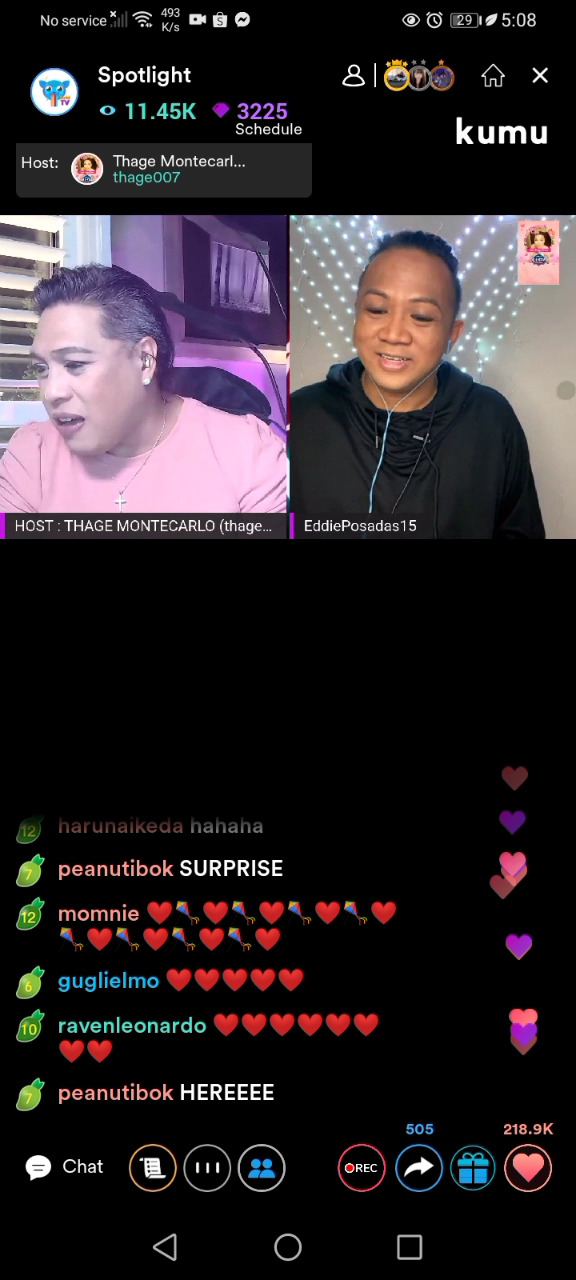 No service
493
K/s
29
5:08
Spotlight
11.45K 3225
Schedule
kumu
Host: Thage Montecarl...
thage007
HOST : THAGE MONTECARLO (thage...
EddiePosadas15
12 harunaikeda hahaha
7 peanutibok SURPRISE
12 momnie
6 guglielmo
10 ravenleonardo
7 peanutibok HEREEEE
505 218.9K
Chat
REC